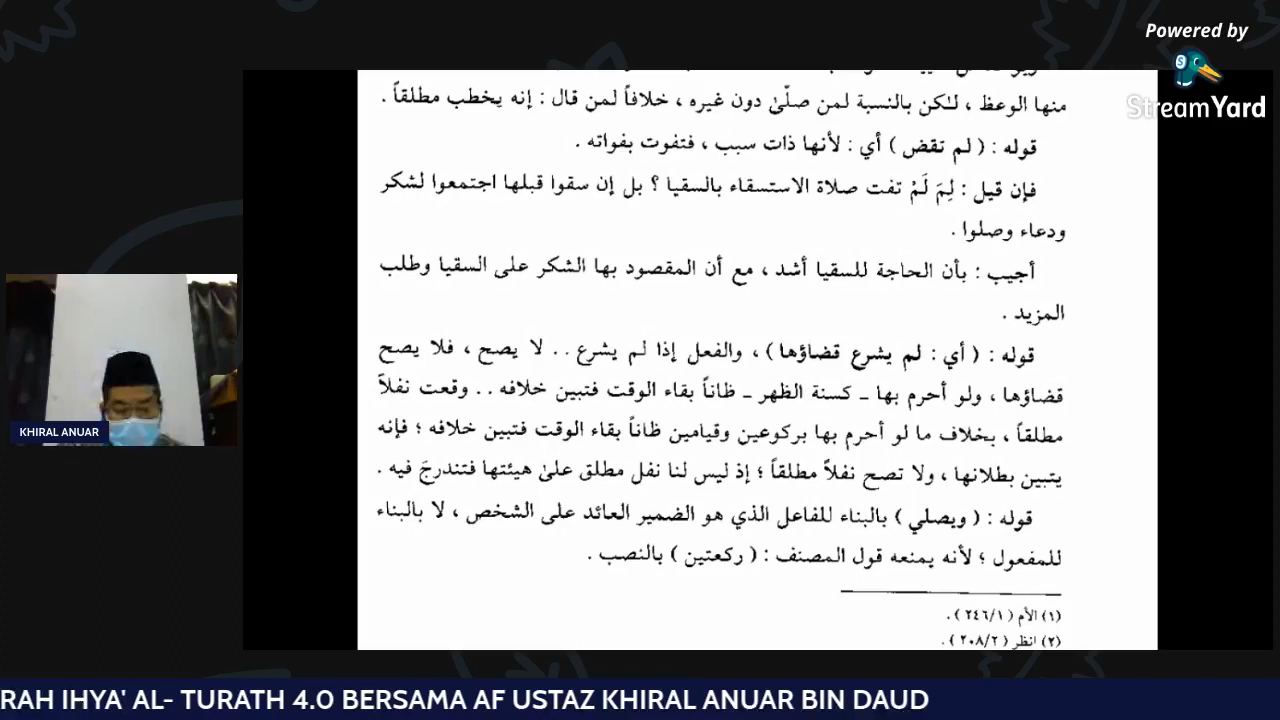 Powered by
StreamYard
منها الوعظ ، لـٰكن بالنسبة لمن صلّىٰ دون غيره ، خلافاً لمن قال : إنه يخطب مطلقاً .
قوله : ( لم تقض ) أي : لأنها ذات سبب ، فتفوت بفواته .
فإن قيل : لِمَ لَمْ تفت صلاة الاستسقاء بالسقيا ؟ بل إن سقوا قبلها اجتمعوا لشكر
ودعاء وصلوا .
أجيب : بأن الحاجة للسقيا أشد ، مع أن المقصود بها الشكر على السقيا وطلب
المزيد .
قوله : ( أي : لم يشرع قضاؤها ) ، والفعل إذا لم يشرع .. لا يصح ، فلا يصح
قضاؤها ، ولو أحرم بها ـ كسنة الظهر ـ ظاناً بقاء الوقت فتبين خلافه .. وقعت نفلاً
مطلقاً ، بخلاف ما لو أحرم بها بركوعين وقيامين ظاناً بقاء الوقت فتبين خلافه ؛ فإنه
يتبين بطلانها ، ولا تصح نفلاً مطلقاً ؛ إذ ليس لنا نفل مطلق علىٰ هيئتها فتندرجَ فيه .
قوله : ( ويصلي ) بالبناء للفاعل الذي هو الضمير العائد على الشخص ، لا بالبناء
للمفعول ؛ لأنه يمنعه قول المصنف : ( ركعتين ) بالنصب .
(١) الأم ( ٢٤٦/١ ) .
(٢) انظر ( ٢٠٨/٢ ) .
KHIRAL ANUAR
RAH IHYA' AL- TURATH 4.0 BERSAMA AF USTAZ KHIRAL ANUAR BIN DAUD